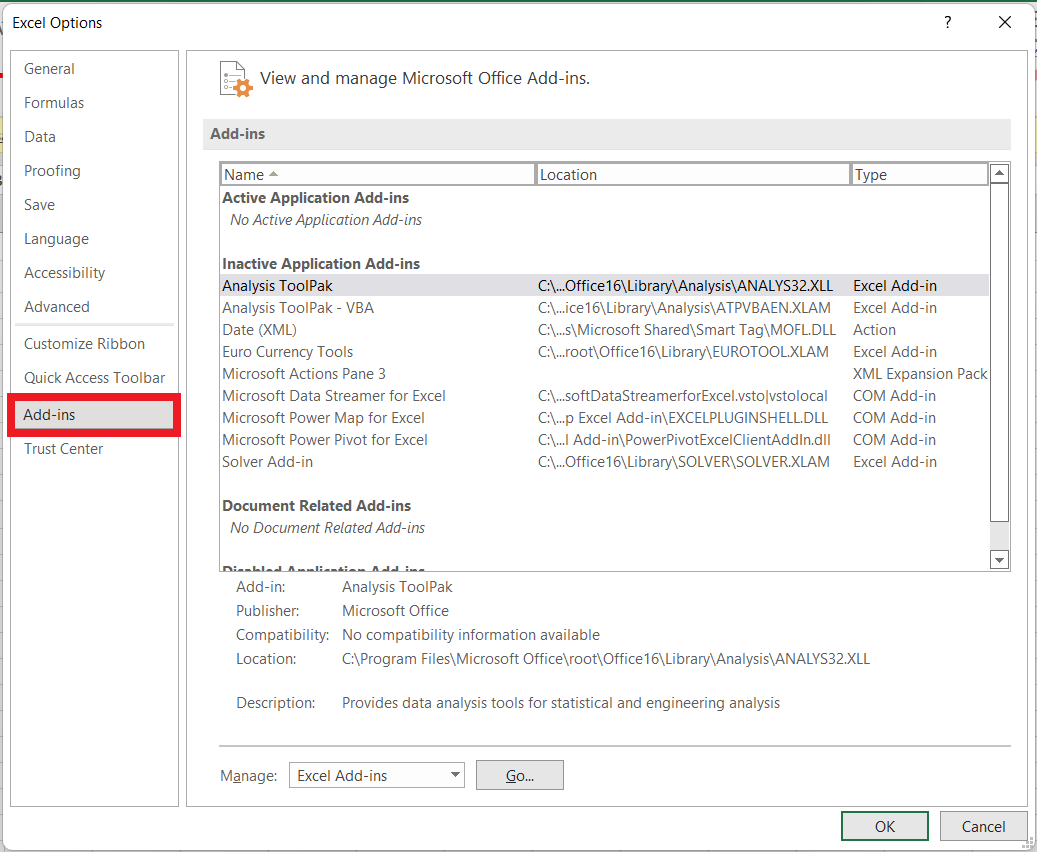 Excel Options
?
General
Formulas
Data
Proofing
Save
Language
Accessibility
Advanced
Customize Ribbon
Quick Access Toolbar
Add-ins
Trust Center
View and manage Microsoft Office Add-ins.
Add-ins
Name Location Type
Active Application Add-ins
No Active Application Add-ins
Inactive Application Add-ins
Analysis ToolPak C:\...Office16\Library\Analysis\ANALYS32.XLL Excel Add-in
Analysis ToolPak - VBA C:\...ice16\Library\Analysis\ATPVBAEN.XLAM Excel Add-in
Date (XML) C:\...s\Microsoft Shared\Smart Tag\MOFL.DLL Action
Euro Currency Tools C:\...root\Office16\Library\EUROTOOL.XLAM Excel Add-in
Microsoft Actions Pane 3 XML Expansion Pack
Microsoft Data Streamer for Excel C:\...softDataStreamerforExcel.vsto|vstolocal COM Add-in
Microsoft Power Map for Excel C:\...p Excel Add-in\EXCELPLUGINSHELL.DLL COM Add-in
Microsoft Power Pivot for Excel C:\...l Add-in\PowerPivotExcelClientAddIn.dll COM Add-in
Solver Add-in C:\...Office16\Library\SOLVER\SOLVER.XLAM Excel Add-in
Document Related Add-ins
No Document Related Add-ins
Disabled Application Add-ins
Add-in: Analysis ToolPak
Publisher: Microsoft Office
Compatibility: No compatibility information available
Location: C:\Program Files\Microsoft Office\root\Office16\Library\Analysis\ANALYS32.XLL
Description: Provides data analysis tools for statistical and engineering analysis
Manage: Excel Add-ins Go...
OK Cancel